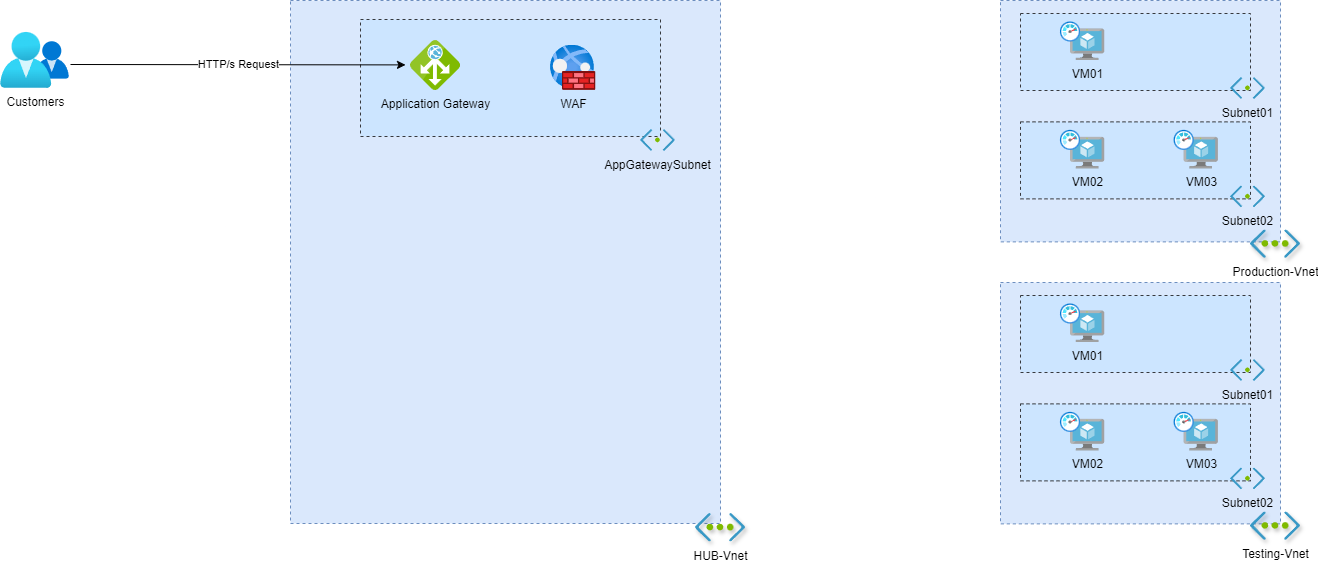 Customers
HTTP/s Request
Application Gateway
WAF
AppGatewaySubnet
HUB-Vnet
VM01
Subnet01
VM02
VM03
Subnet02
Production-Vnet
VM01
Subnet01
VM02
VM03
Subnet02
Testing-Vnet